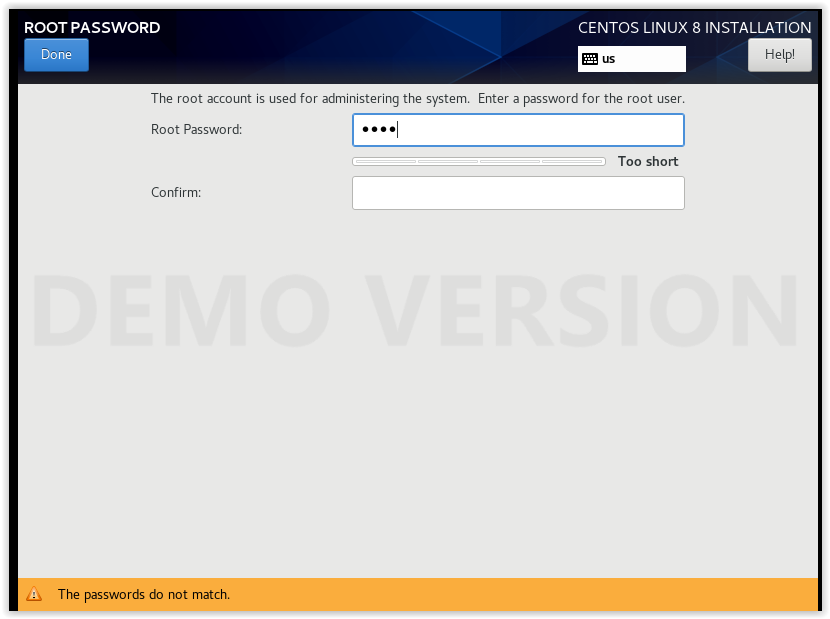 ROOT PASSWORD
CENTOS LINUX 8 INSTALLATION
Done
us
Help!
The root account is used for administering the system.  Enter a password for the root user.
Root Password:
••••
Too short
Confirm:
DEMO VERSION
The passwords do not match.